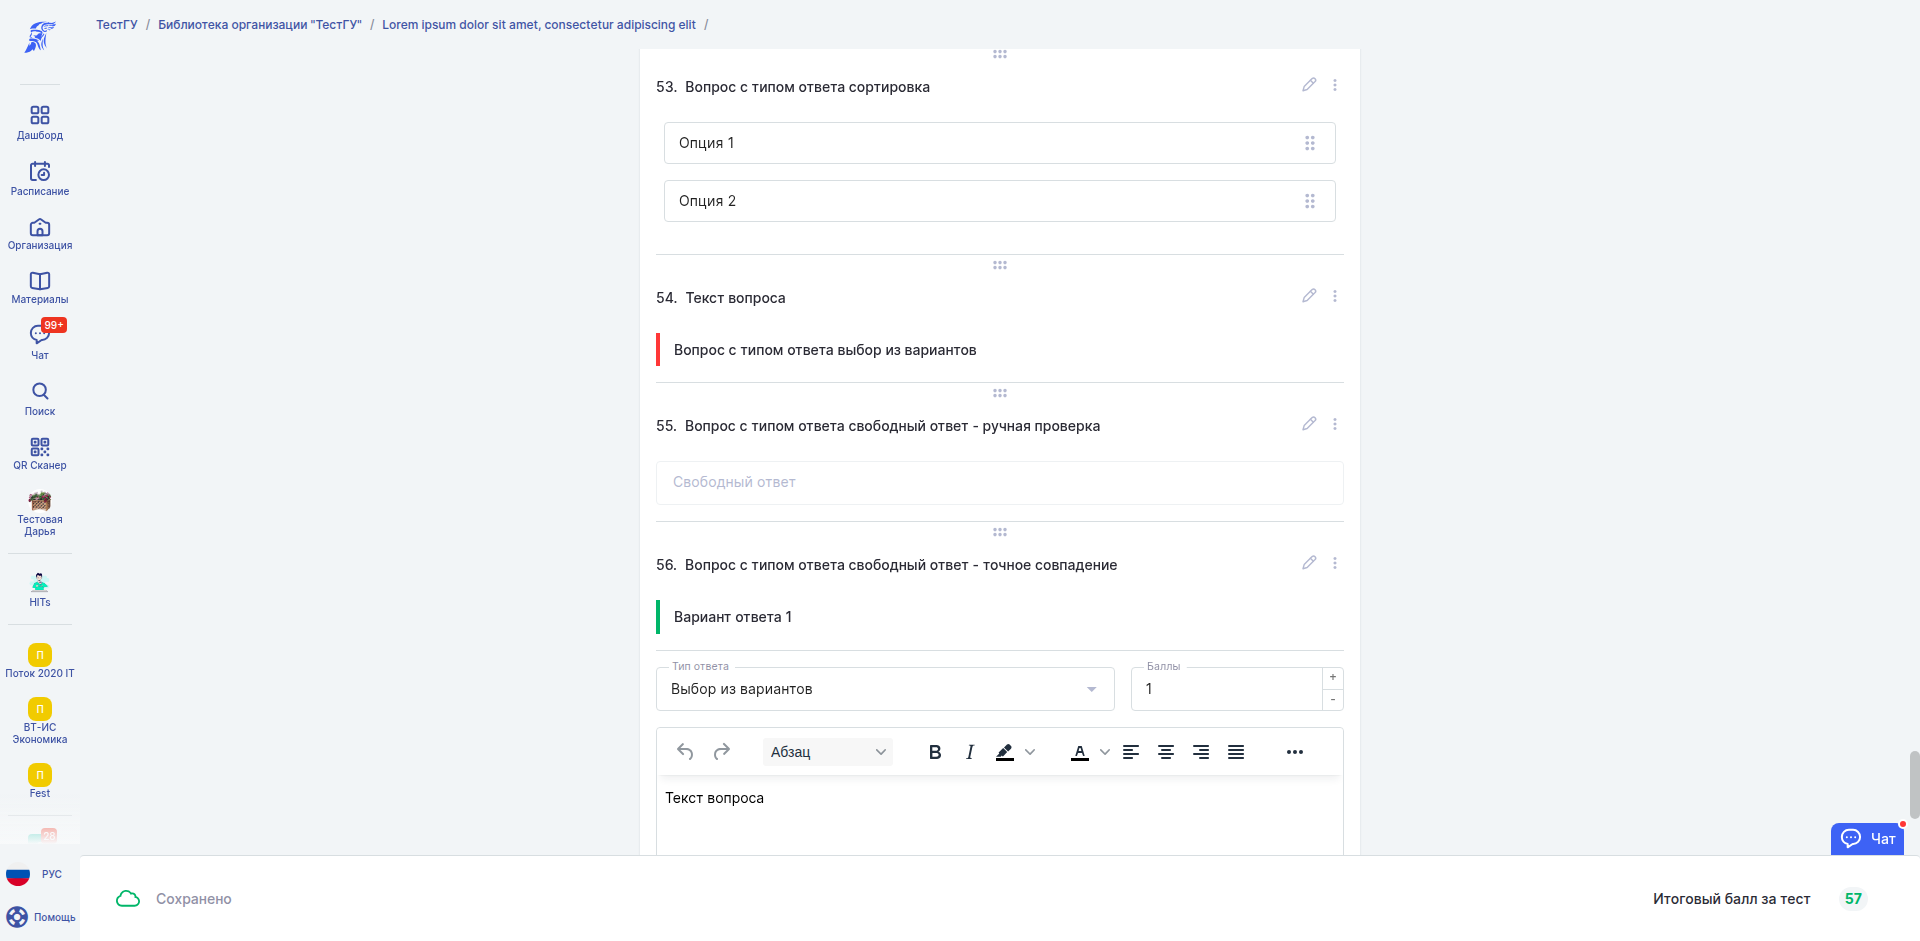 ТестГУ / Библиотека организации "ТестГУ" / Lorem ipsum dolor sit amet, consectetur adipiscing elit /
Дашборд
Расписание
Организация
Материалы
99+
Чат
Поиск
QR Сканер
Тестовая
Дарья
HITs
П
Поток 2020 IT
П
ВТ-ИС
Экономика
П
Fest
28
РУС
Помощь
53. Вопрос с типом ответа сортировка
Опция 1
Опция 2
54. Текст вопроса
Вопрос с типом ответа выбор из вариантов
55. Вопрос с типом ответа свободный ответ - ручная проверка
Свободный ответ
56. Вопрос с типом ответа свободный ответ - точное совпадение
Вариант ответа 1
Тип ответа
Выбор из вариантов
Баллы
1
+
-
Абзац
B I A
Текст вопроса
Чат
Сохранено
Итоговый балл за тест 57